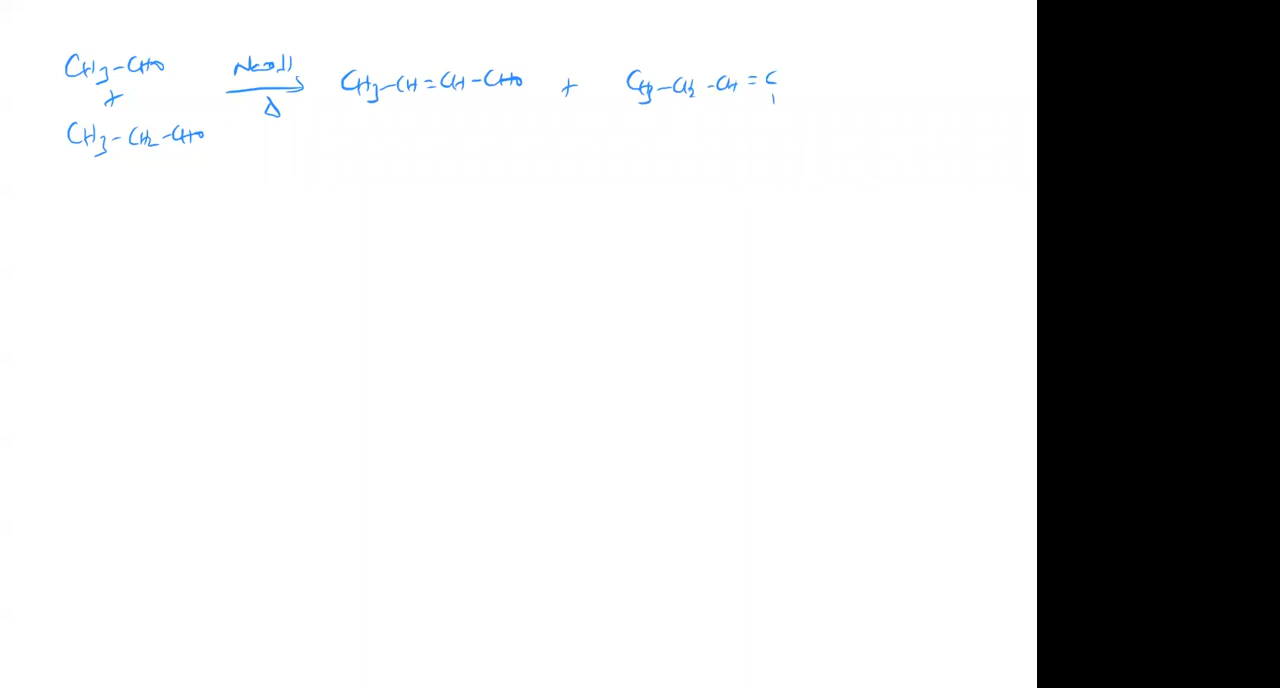 CH3-CHO NaOH CH3-CH=CH-CHO + CH3-CH2-CH=C
+ Δ
CH3-CH2-CHO